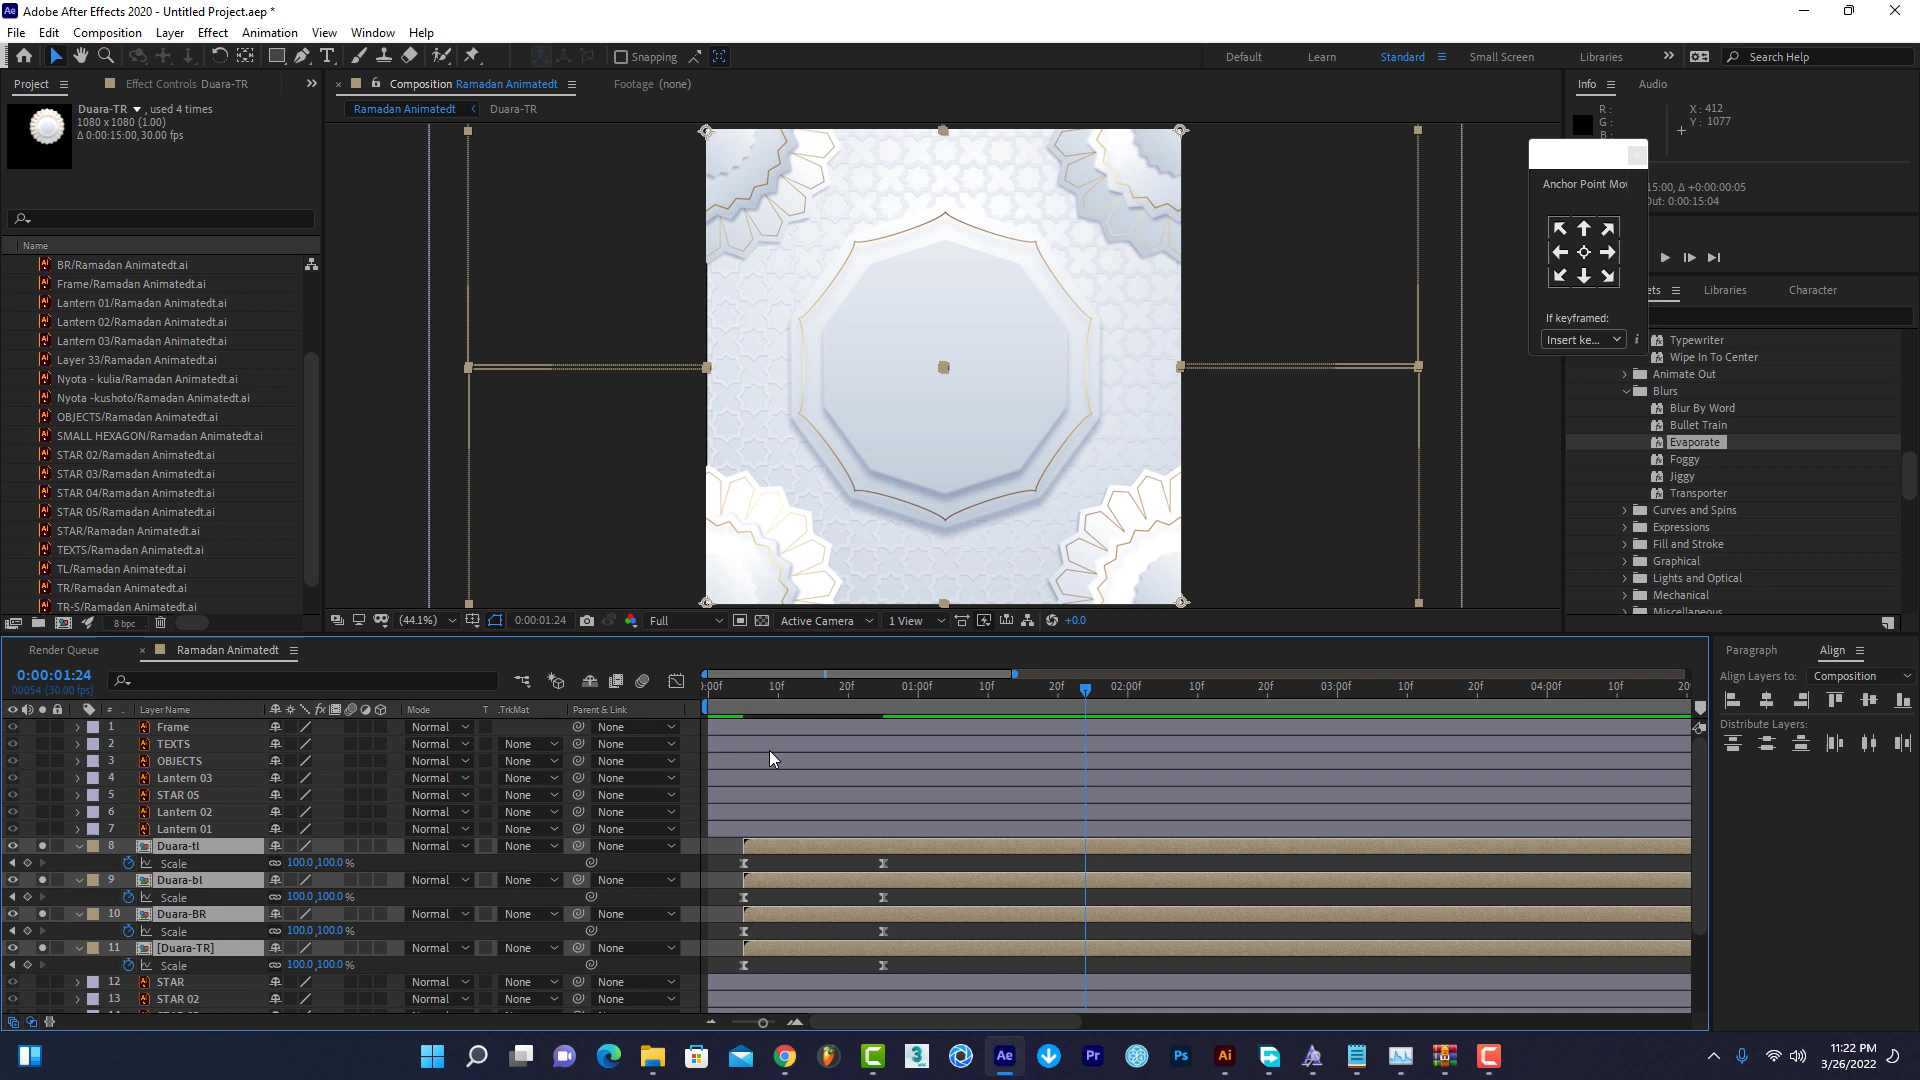 Adobe After Effects 2020 - Untitled Project.aep *
File Edit Composition Layer Effect Animation View Window Help
Snapping Default Learn Standard Small Screen Libraries Search Help
Project Effect Controls Duara-TR Composition Ramadan Animatedt Footage (none) Info Audio
Duara-TR , used 4 times
1080 x 1080 (1.00)
Δ 0:00:15:00, 30.00 fps
Ramadan Animatedt Duara-TR
R : X : 412
G : Y : 1077
B :
Anchor Point Mov
15:00, Δ +0:00:00:05
Out: 0:00:15:04
If keyframed:
Insert ke...
Libraries Character
Name
BR/Ramadan Animatedt.ai
Frame/Ramadan Animatedt.ai
Lantern 01/Ramadan Animatedt.ai
Lantern 02/Ramadan Animatedt.ai
Lantern 03/Ramadan Animatedt.ai
Layer 33/Ramadan Animatedt.ai
Nyota - kulia/Ramadan Animatedt.ai
Nyota -kushoto/Ramadan Animatedt.ai
OBJECTS/Ramadan Animatedt.ai
SMALL HEXAGON/Ramadan Animatedt.ai
STAR 02/Ramadan Animatedt.ai
STAR 03/Ramadan Animatedt.ai
STAR 04/Ramadan Animatedt.ai
STAR 05/Ramadan Animatedt.ai
STAR/Ramadan Animatedt.ai
TEXTS/Ramadan Animatedt.ai
TL/Ramadan Animatedt.ai
TR/Ramadan Animatedt.ai
TR-S/Ramadan Animatedt.ai
8 bpc
Typewriter
Wipe In To Center
Animate Out
Blurs
Blur By Word
Bullet Train
Evaporate
Foggy
Jiggy
Transporter
Curves and Spins
Expressions
Fill and Stroke
Graphical
Lights and Optical
Mechanical
Miscellaneous
(44.1%) 0:00:01:24 Full Active Camera 1 View +0.0
Render Queue Ramadan Animatedt Paragraph Align
0:00:01:24
00054 (30.00 fps)
Align Layers to: Composition
Distribute Layers:
0:00f 10f 20f 01:00f 10f 20f 02:00f 10f 20f 03:00f 10f 20f 04:00f 10f 20
# Layer Name Mode T .TrkMat Parent & Link
1 Frame Normal None
2 TEXTS Normal None None
3 OBJECTS Normal None None
4 Lantern 03 Normal None None
5 STAR 05 Normal None None
6 Lantern 02 Normal None None
7 Lantern 01 Normal None None
8 Duara-tl Normal None None
Scale 100.0,100.0 %
9 Duara-bl Normal None None
Scale 100.0,100.0 %
10 Duara-BR Normal None None
Scale 100.0,100.0 %
11 [Duara-TR] Normal None None
Scale 100.0,100.0 %
12 STAR Normal None None
13 STAR 02 Normal None None
11:22 PM
3/26/2022